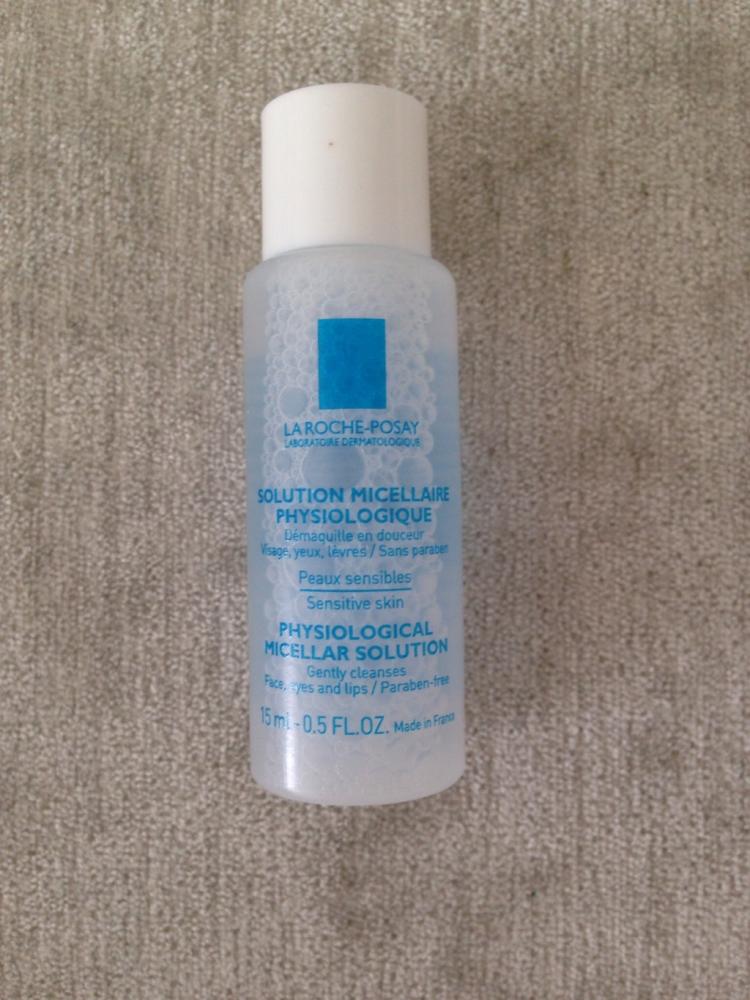 LA ROCHE-POSAY
LABORATOIRE DERMATOLOGIQUE
SOLUTION MICELLAIRE
PHYSIOLOGIQUE
Démaquille en douceur
Visage, yeux, lèvres / Sans paraben
Peaux sensibles
Sensitive skin
PHYSIOLOGICAL
MICELLAR SOLUTION
Gently cleanses
Face, eyes and lips / Paraben-free
15 ml - 0.5 FL.OZ. Made in France